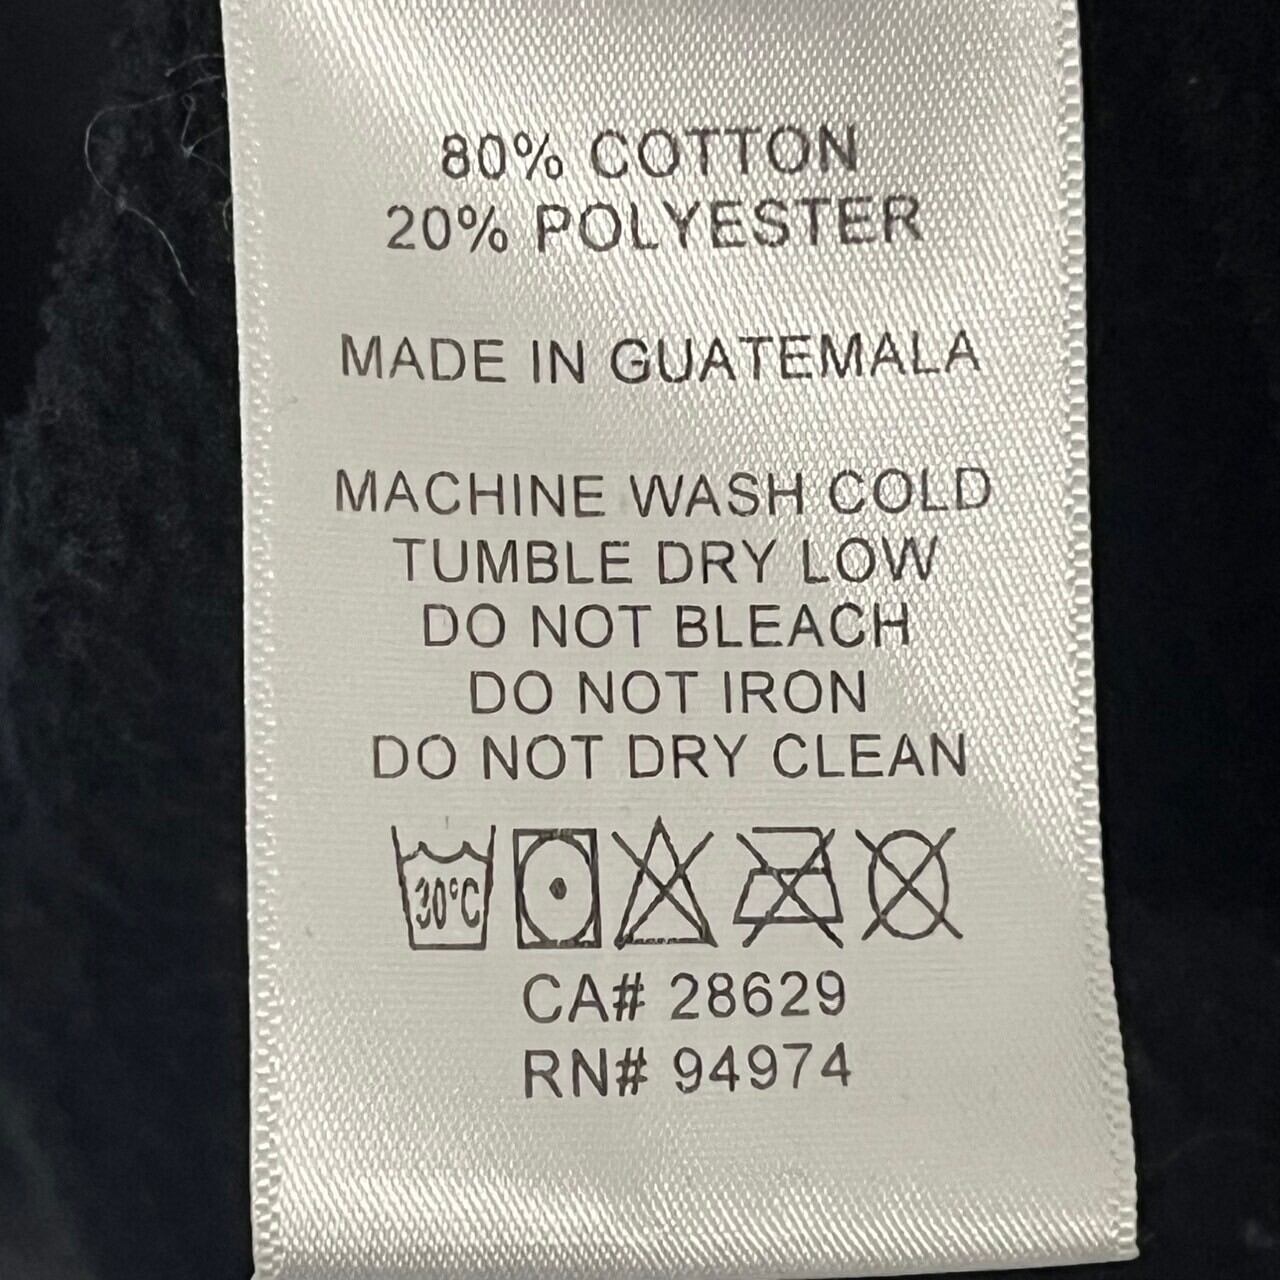 80% COTTON
20% POLYESTER
MADE IN GUATEMALA
MACHINE WASH COLD
TUMBLE DRY LOW
DO NOT BLEACH
DO NOT IRON
DO NOT DRY CLEAN
30°C
CA# 28629
RN# 94974